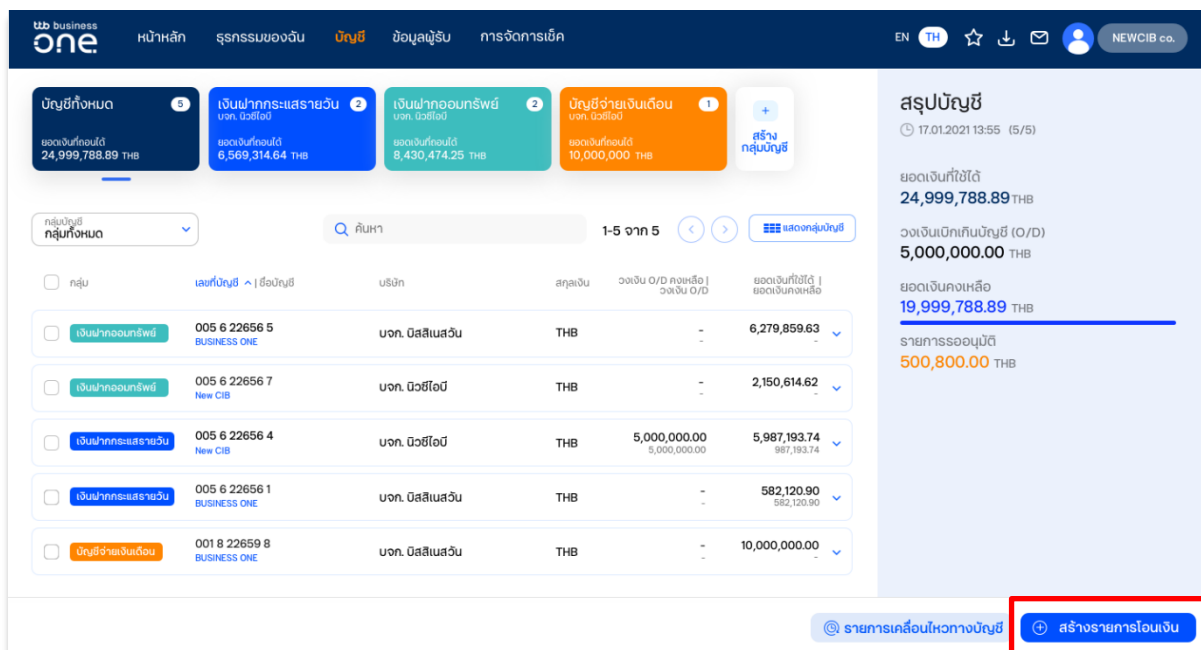 ttb business
one
หน้าหลัก ธุรกรรมของฉัน บัญชี ข้อมูลผู้รับ การจัดการเช็ค
EN TH NEWCIB co.
บัญชีทั้งหมด 5
ยอดเงินที่ถอนได้
24,999,788.89 THB
เงินฝากกระแสรายวัน 2
บจก. นิวซีไอบี
ยอดเงินที่ถอนได้
6,569,314.64 THB
เงินฝากออมทรัพย์ 2
บจก. นิวซีไอบี
ยอดเงินที่ถอนได้
8,430,474.25 THB
บัญชีจ่ายเงินเดือน 1
บจก. นิวซีไอบี
ยอดเงินที่ถอนได้
10,000,000 THB
+
สร้าง
กลุ่มบัญชี
กลุ่มบัญชี
กลุ่มทั้งหมด
ค้นหา
1-5 จาก 5
แสดงกลุ่มบัญชี
กลุ่ม เลขที่บัญชี | ชื่อบัญชี บริษัท สกุลเงิน วงเงิน O/D คงเหลือ | ยอดเงินที่ใช้ได้ |
วงเงิน O/D ยอดเงินคงเหลือ
เงินฝากออมทรัพย์ 005 6 22656 5 บจก. บิสสิเนสวัน THB - 6,279,859.63
BUSINESS ONE - -
เงินฝากออมทรัพย์ 005 6 22656 7 บจก. นิวซีไอบี THB - 2,150,614.62
New CIB - -
เงินฝากกระแสรายวัน 005 6 22656 4 บจก. นิวซีไอบี THB 5,000,000.00 5,987,193.74
New CIB 5,000,000.00 987,193.74
เงินฝากกระแสรายวัน 005 6 22656 1 บจก. บิสสิเนสวัน THB - 582,120.90
BUSINESS ONE - 582,120.90
บัญชีจ่ายเงินเดือน 001 8 22659 8 บจก. บิสสิเนสวัน THB - 10,000,000.00
BUSINESS ONE - -
สรุปบัญชี
17.01.2021 13:55 (5/5)
ยอดเงินที่ใช้ได้
24,999,788.89 THB
วงเงินเบิกเกินบัญชี (O/D)
5,000,000.00 THB
ยอดเงินคงเหลือ
19,999,788.89 THB
รายการรออนุมัติ
500,800.00 THB
รายการเคลื่อนไหวทางบัญชี
สร้างรายการโอนเงิน